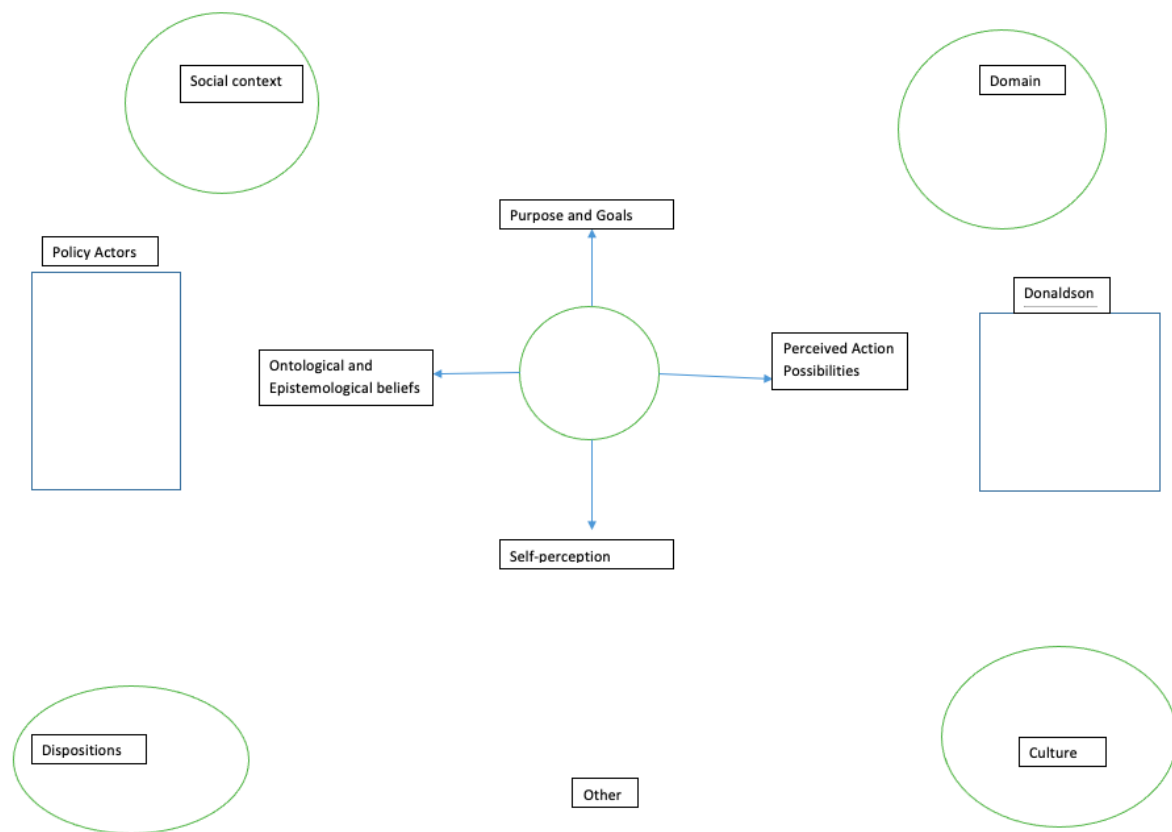 Social context
Domain
Purpose and Goals
Policy Actors
Donaldson
Ontological and
Epistemological beliefs
Perceived Action
Possibilities
Self-perception
Dispositions
Culture
Other